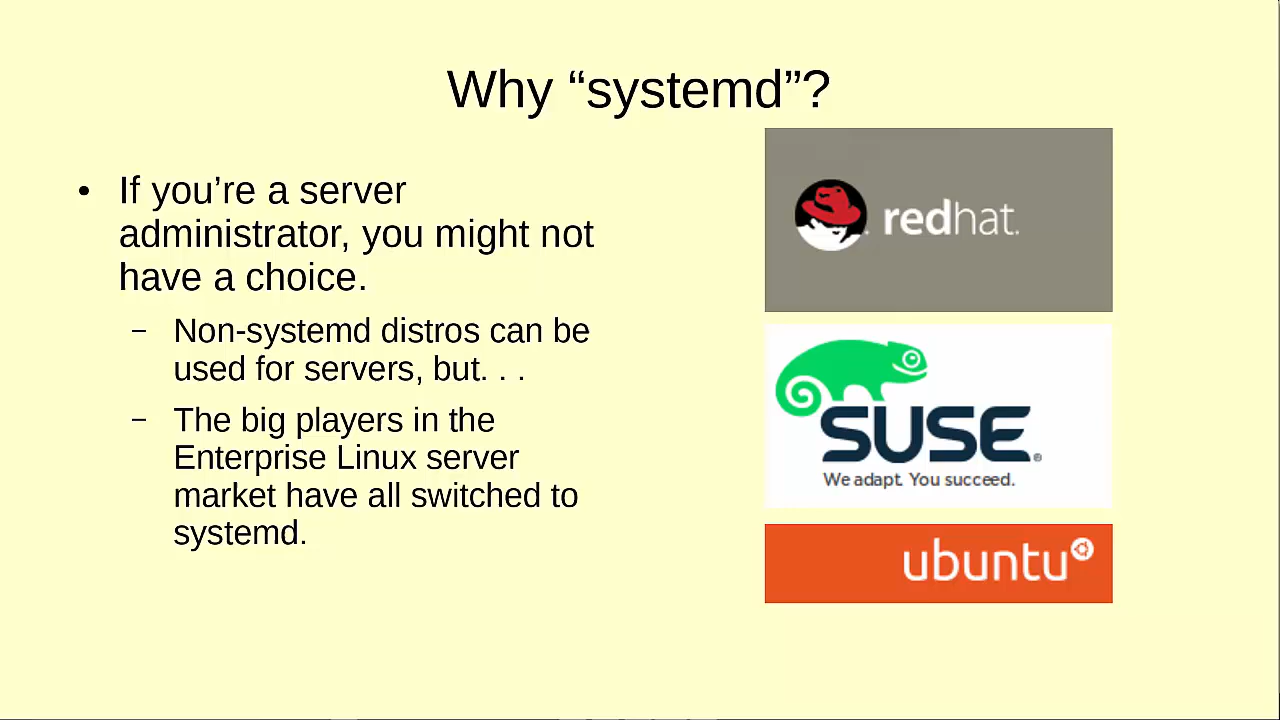 Why “systemd”?
• If you’re a server
administrator, you might not
have a choice.
– Non-systemd distros can be
used for servers, but. . .
– The big players in the
Enterprise Linux server
market have all switched to
systemd.
redhat.
SUSE®
We adapt. You succeed.
ubuntu